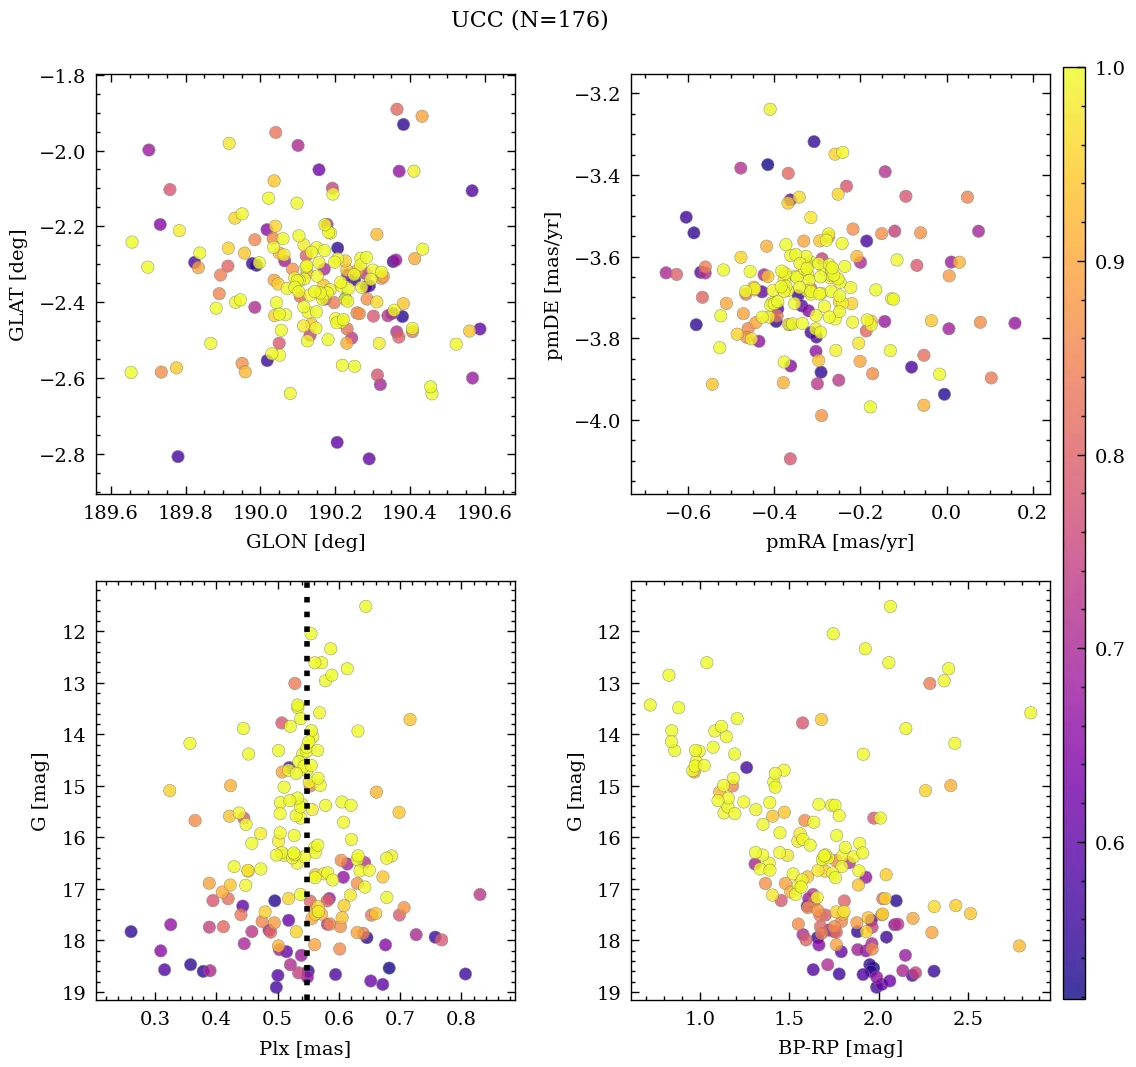 UCC (N=176)
−1.8
−2.0
−2.2
−2.4
−2.6
−2.8
GLAT [deg]
189.6 189.8 190.0 190.2 190.4 190.6
GLON [deg]
−3.2
−3.4
−3.6
−3.8
−4.0
pmDE [mas/yr]
−0.6 −0.4 −0.2 0.0 0.2
pmRA [mas/yr]
1.0
0.9
0.8
0.7
0.6
12
13
14
15
16
17
18
19
G [mag]
0.3 0.4 0.5 0.6 0.7 0.8
Plx [mas]
12
13
14
15
16
17
18
19
G [mag]
1.0 1.5 2.0 2.5
BP-RP [mag]